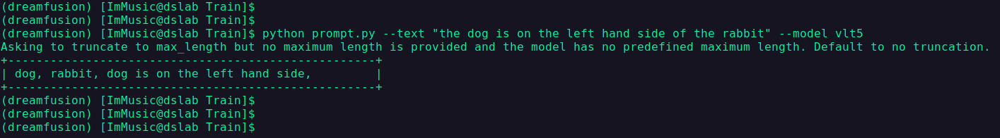 (dreamfusion) [ImMusic@dslab Train]$
(dreamfusion) [ImMusic@dslab Train]$
(dreamfusion) [ImMusic@dslab Train]$ python prompt.py --text "the dog is on the left hand side of the rabbit" --model vlt5
Asking to truncate to max_length but no maximum length is provided and the model has no predefined maximum length. Default to no truncation.
+----------------------------------------------------+
| dog, rabbit, dog is on the left hand side,         |
+----------------------------------------------------+
(dreamfusion) [ImMusic@dslab Train]$
(dreamfusion) [ImMusic@dslab Train]$
(dreamfusion) [ImMusic@dslab Train]$